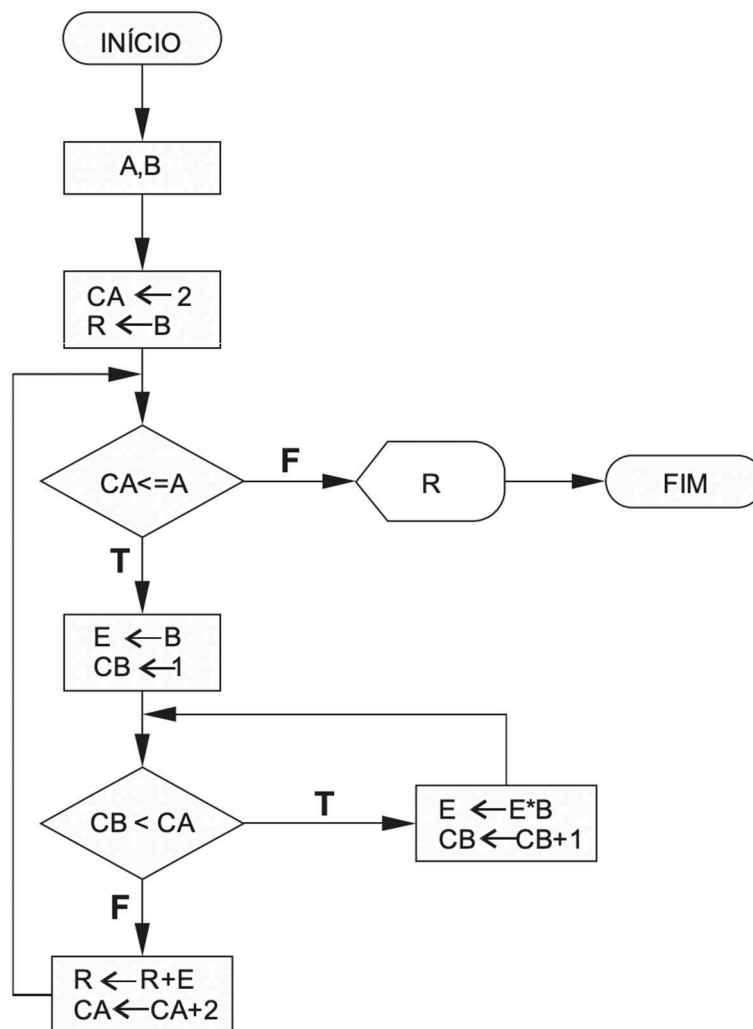 INÍCIO
A,B
CA ← 2
R ← B
CA<=A
F
R
FIM
T
E ← B
CB ← 1
CB < CA
T
E ← E*B
CB ← CB+1
F
R ← R+E
CA ← CA+2